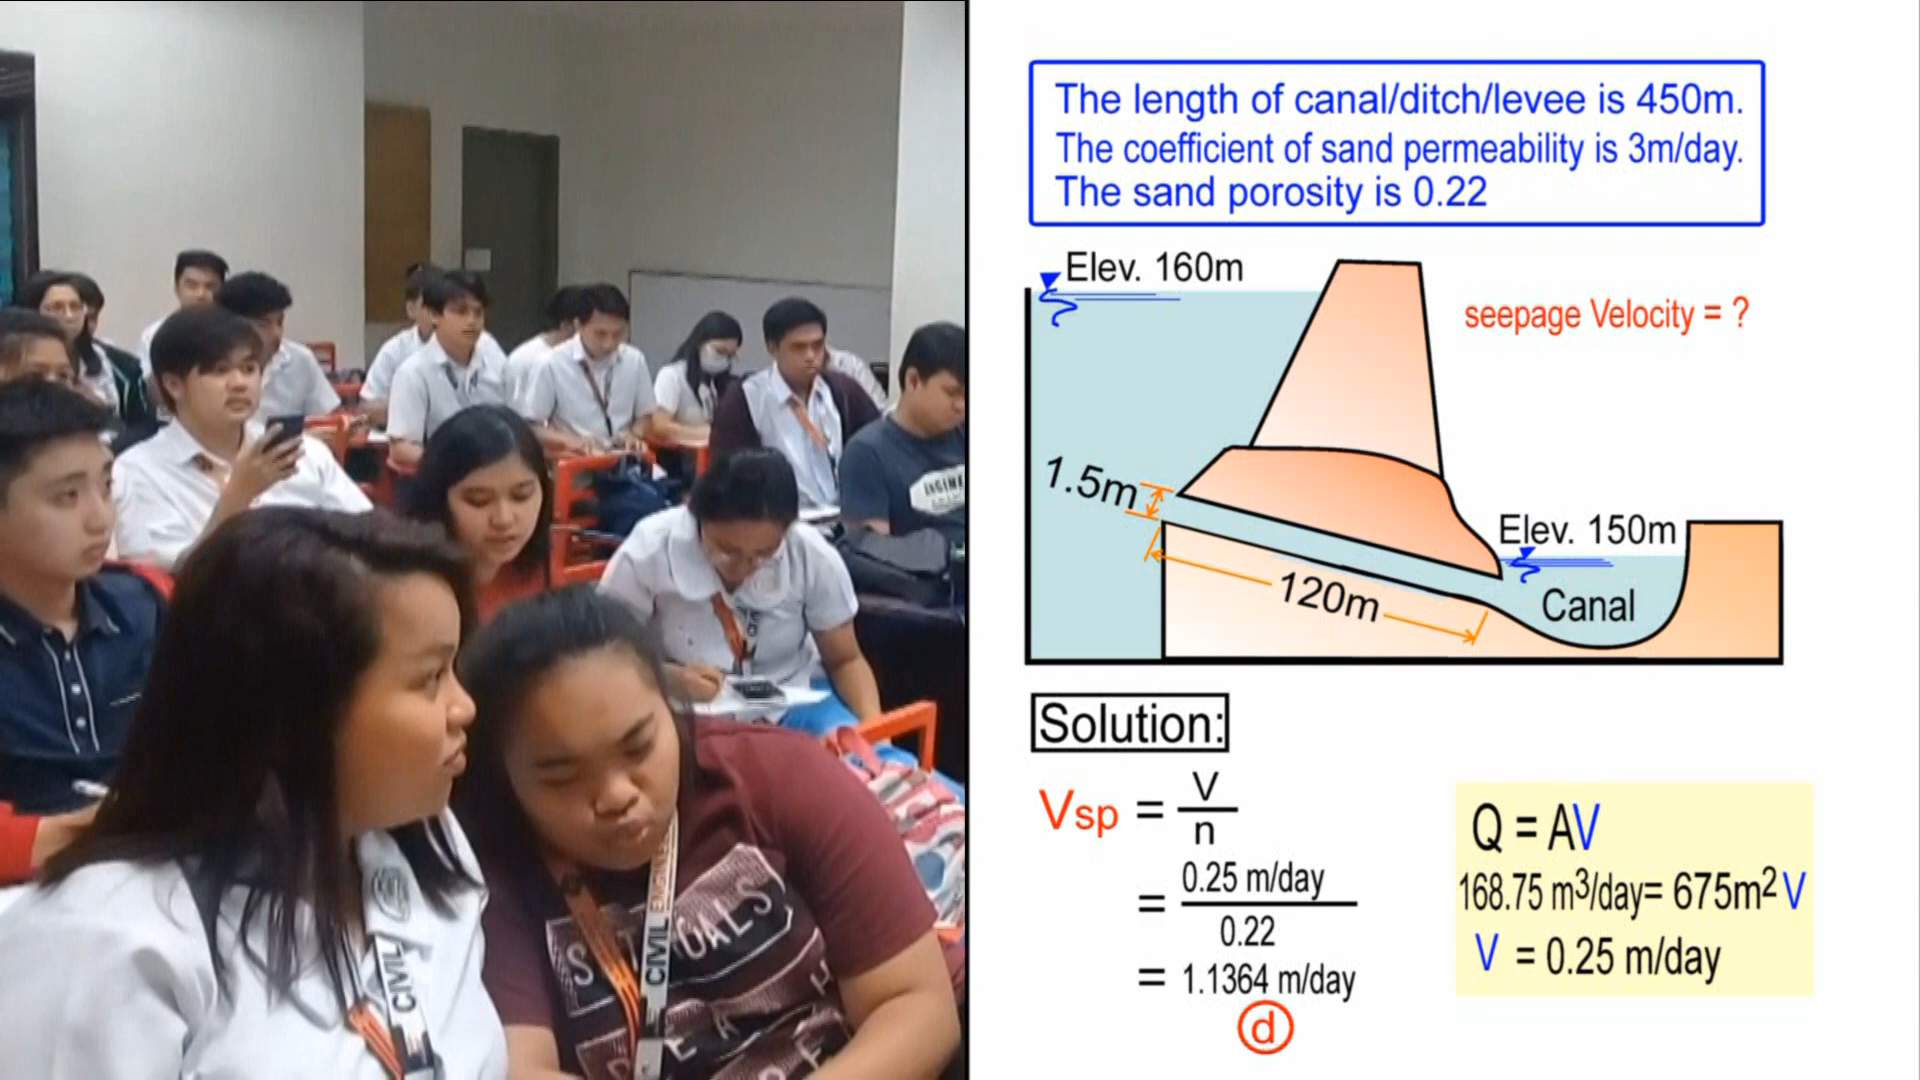 The length of canal/ditch/levee is 450m.
The coefficient of sand permeability is 3m/day.
The sand porosity is 0.22
Elev. 160m
seepage Velocity = ?
1.5m
Elev. 150m
120m
Canal
Solution:
Vsp = V/n
= 0.25 m/day
0.22
= 1.1364 m/day
d
Q = AV
168.75 m³/day= 675m² V
V = 0.25 m/day
CIVIL
CIVIL